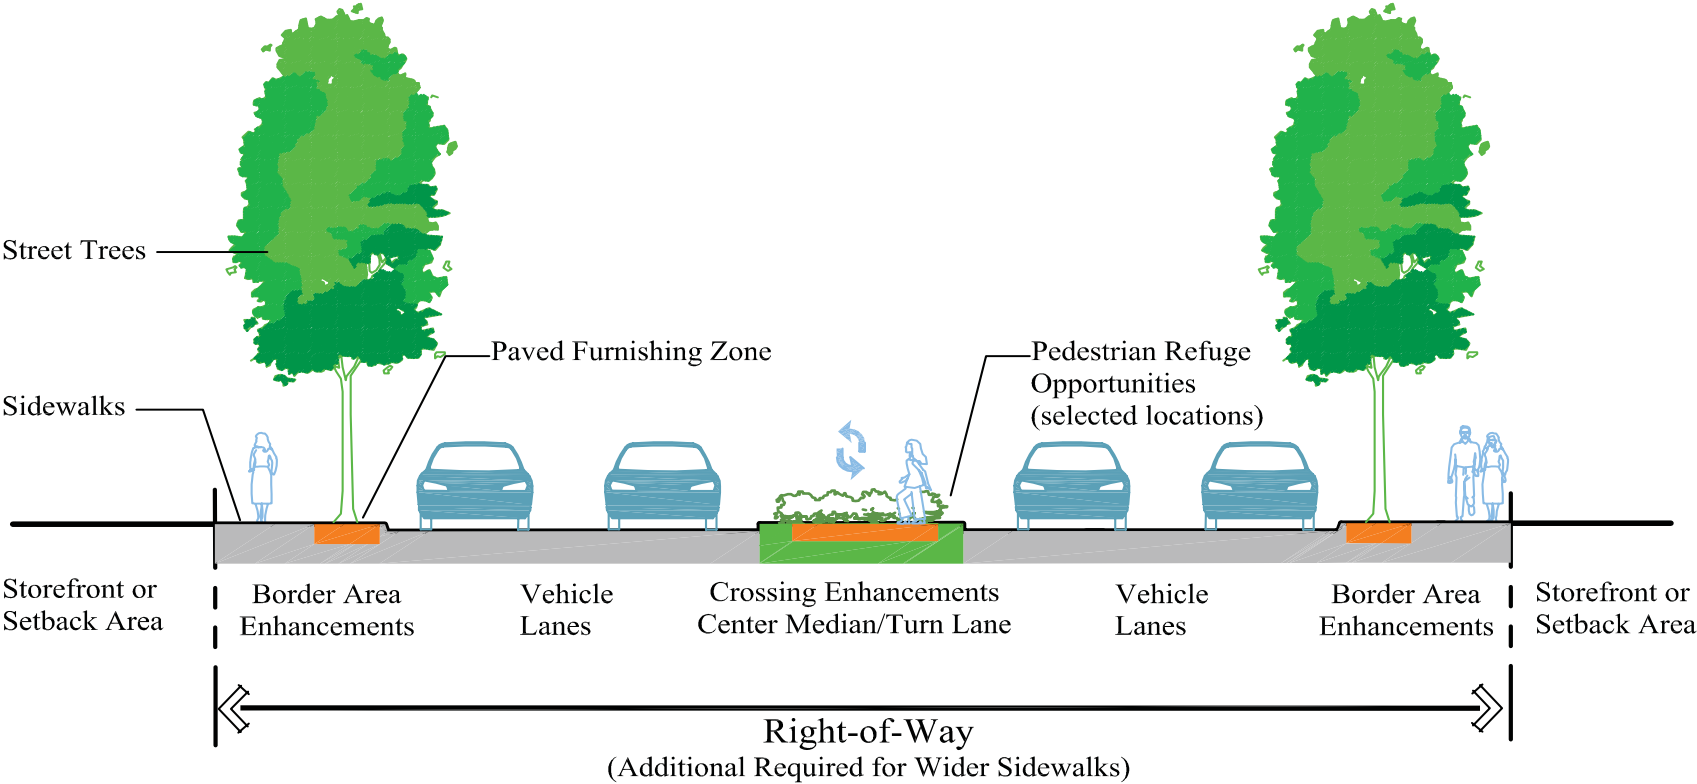 Street Trees
Paved Furnishing Zone
Pedestrian Refuge
Opportunities
(selected locations)
Sidewalks
Storefront or
Setback Area
Border Area
Enhancements
Vehicle
Lanes
Crossing Enhancements
Center Median/Turn Lane
Vehicle
Lanes
Border Area
Enhancements
Storefront or
Setback Area
Right-of-Way
(Additional Required for Wider Sidewalks)